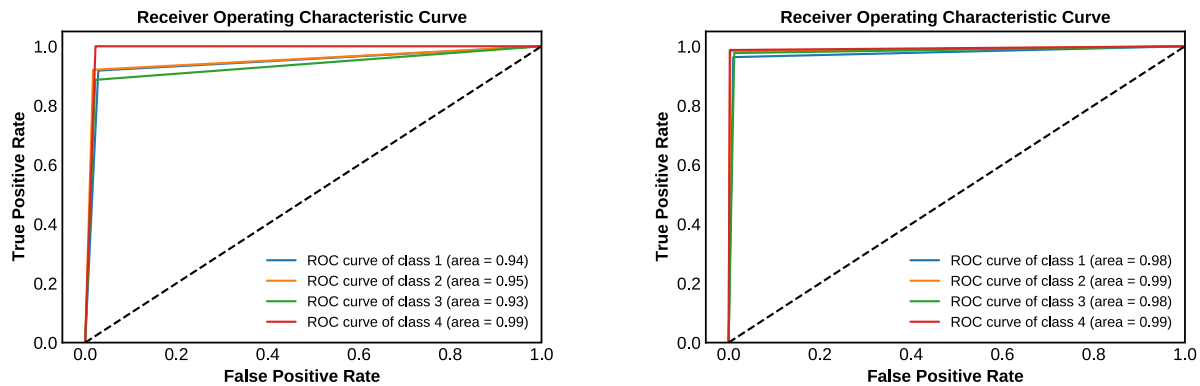 Receiver Operating Characteristic Curve
1.0
0.8
0.6
0.4
0.2
0.0
True Positive Rate
ROC curve of class 1 (area = 0.94)
ROC curve of class 2 (area = 0.95)
ROC curve of class 3 (area = 0.93)
ROC curve of class 4 (area = 0.99)
0.0 0.2 0.4 0.6 0.8 1.0
False Positive Rate
Receiver Operating Characteristic Curve
1.0
0.8
0.6
0.4
0.2
0.0
True Positive Rate
ROC curve of class 1 (area = 0.98)
ROC curve of class 2 (area = 0.99)
ROC curve of class 3 (area = 0.98)
ROC curve of class 4 (area = 0.99)
0.0 0.2 0.4 0.6 0.8 1.0
False Positive Rate